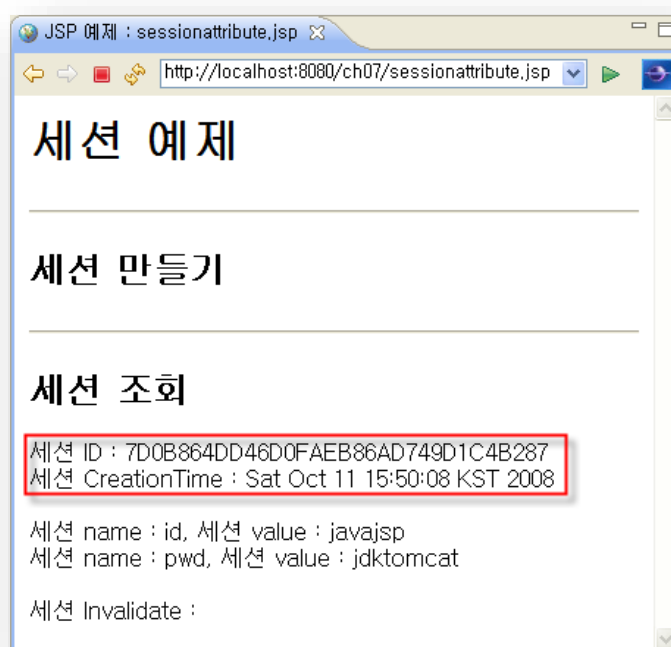 JSP 예제 : sessionattribute.jsp
http://localhost:8080/ch07/sessionattribute.jsp
세션 예제
세션 만들기
세션 조회
세션 ID : 7D0B864DD46D0FAEB86AD749D1C4B287
세션 CreationTime : Sat Oct 11 15:50:08 KST 2008
세션 name : id, 세션 value : javajsp
세션 name : pwd, 세션 value : jdktomcat
세션 Invalidate :